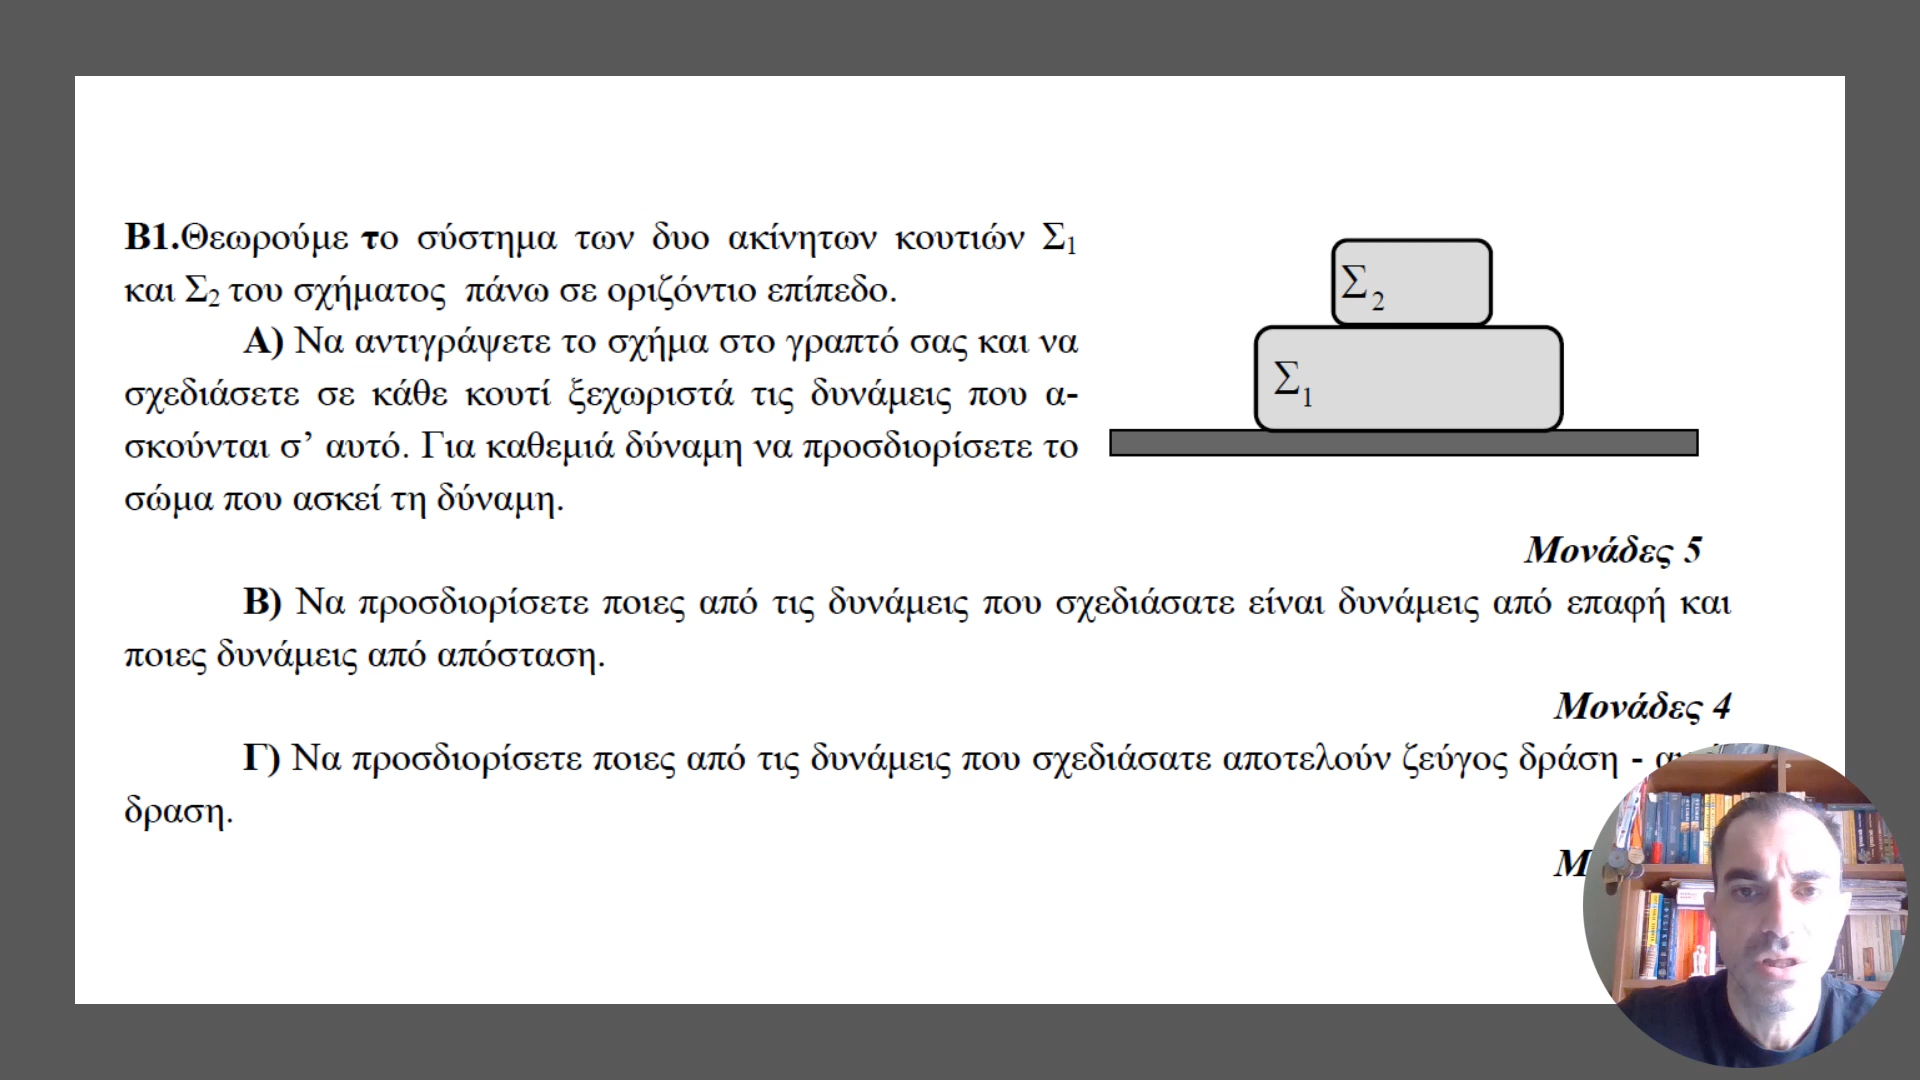 B1.Θεωρούμε το σύστημα των δυο ακίνητων κουτιών Σ₁
και Σ₂ του σχήματος πάνω σε οριζόντιο επίπεδο.
Α) Να αντιγράψετε το σχήμα στο γραπτό σας και να
σχεδιάσετε σε κάθε κουτί ξεχωριστά τις δυνάμεις που α-
σκούνται σ’ αυτό. Για καθεμιά δύναμη να προσδιορίσετε το
σώμα που ασκεί τη δύναμη.
Σ₂
Σ₁
Μονάδες 5
Β) Να προσδιορίσετε ποιες από τις δυνάμεις που σχεδιάσατε είναι δυνάμεις από επαφή και
ποιες δυνάμεις από απόσταση.
Μονάδες 4
Γ) Να προσδιορίσετε ποιες από τις δυνάμεις που σχεδιάσατε αποτελούν ζεύγος δράση -
δραση.